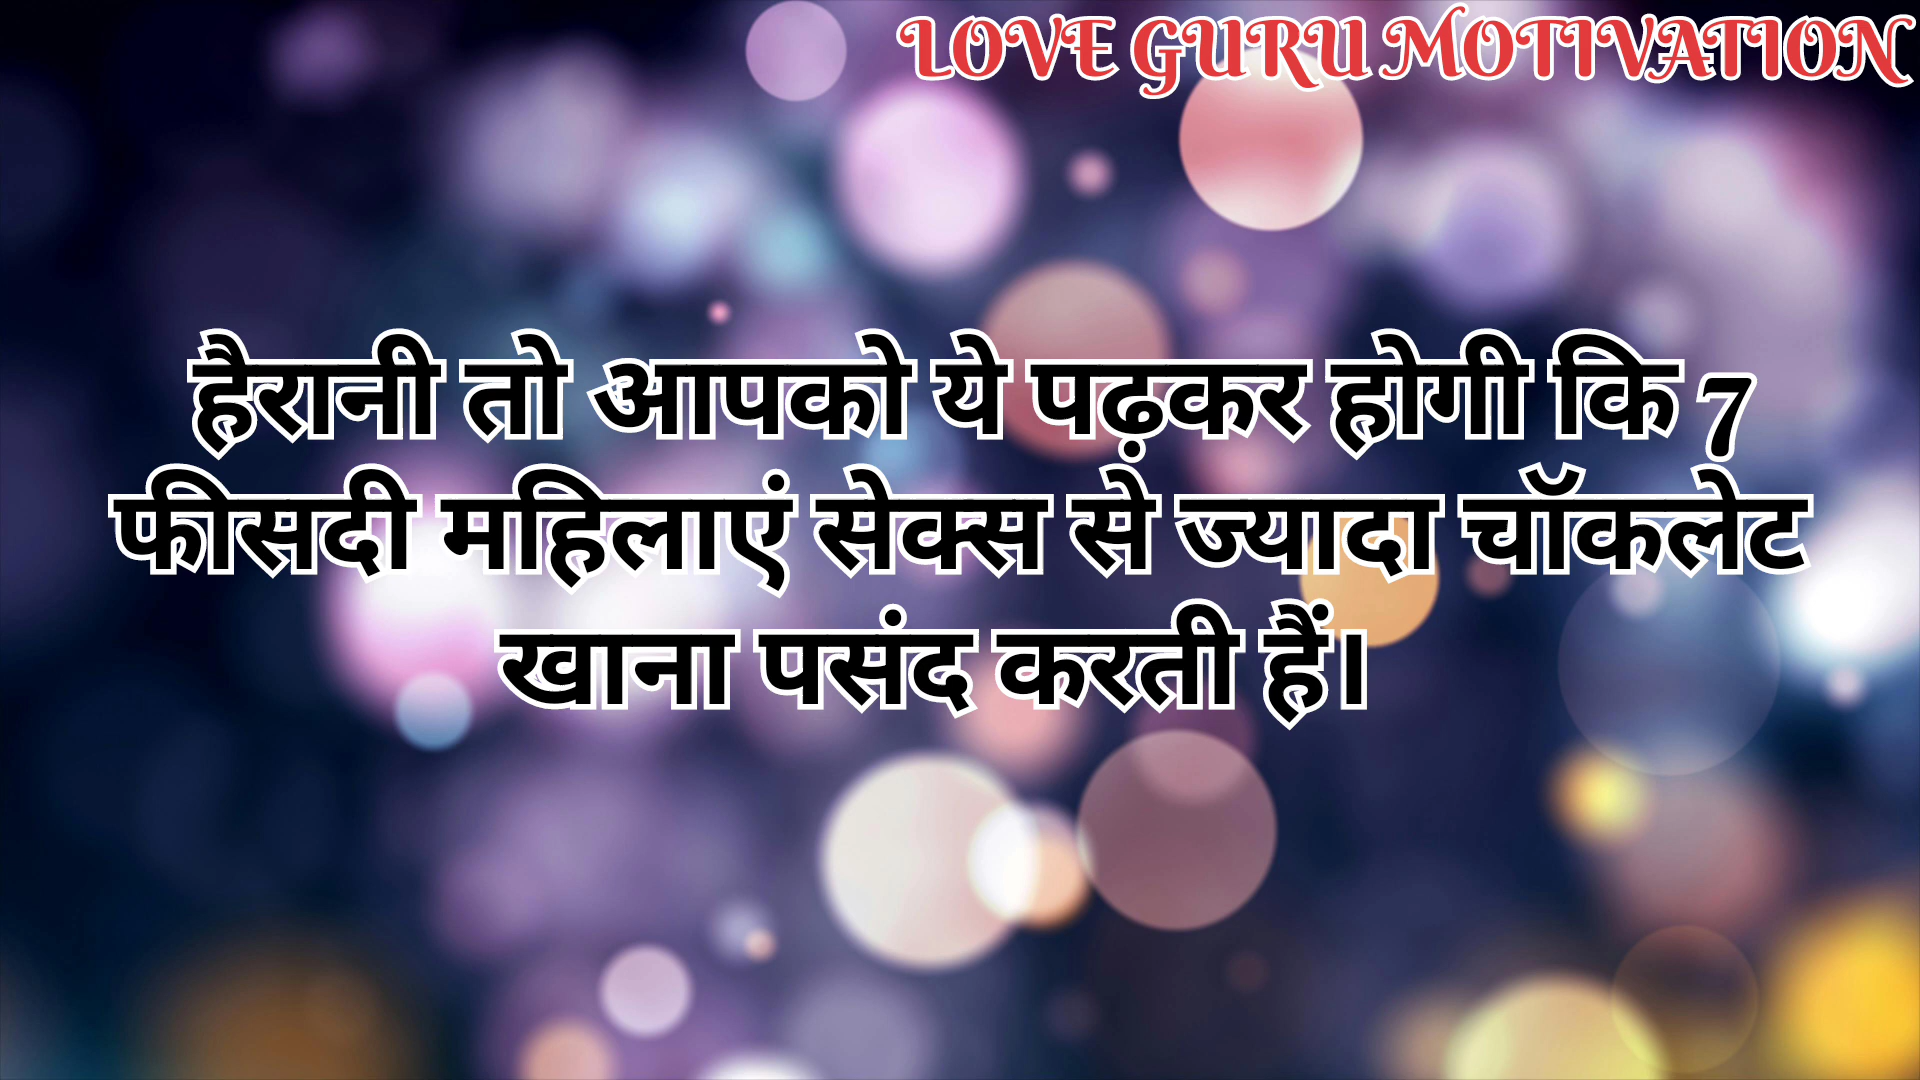 LOVE GURU MOTIVATION
हैरानी तो आपको ये पढ़कर होगी कि 7
फीसदी महिलाएं सेक्स से ज्यादा चॉकलेट
खाना पसंद करती हैं।